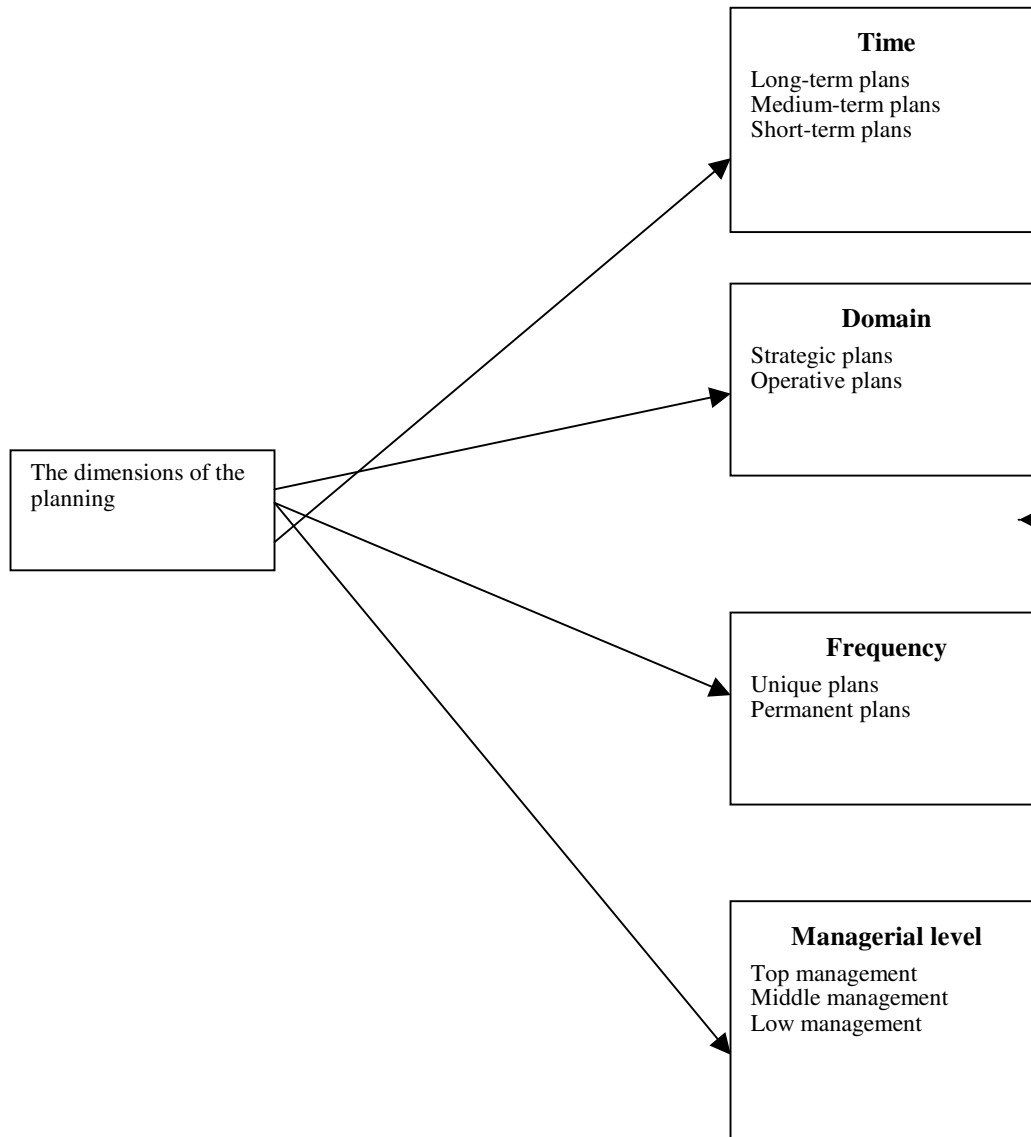 Time
Long-term plans
Medium-term plans
Short-term plans
Domain
Strategic plans
Operative plans
The dimensions of the
planning
Frequency
Unique plans
Permanent plans
Managerial level
Top management
Middle management
Low management